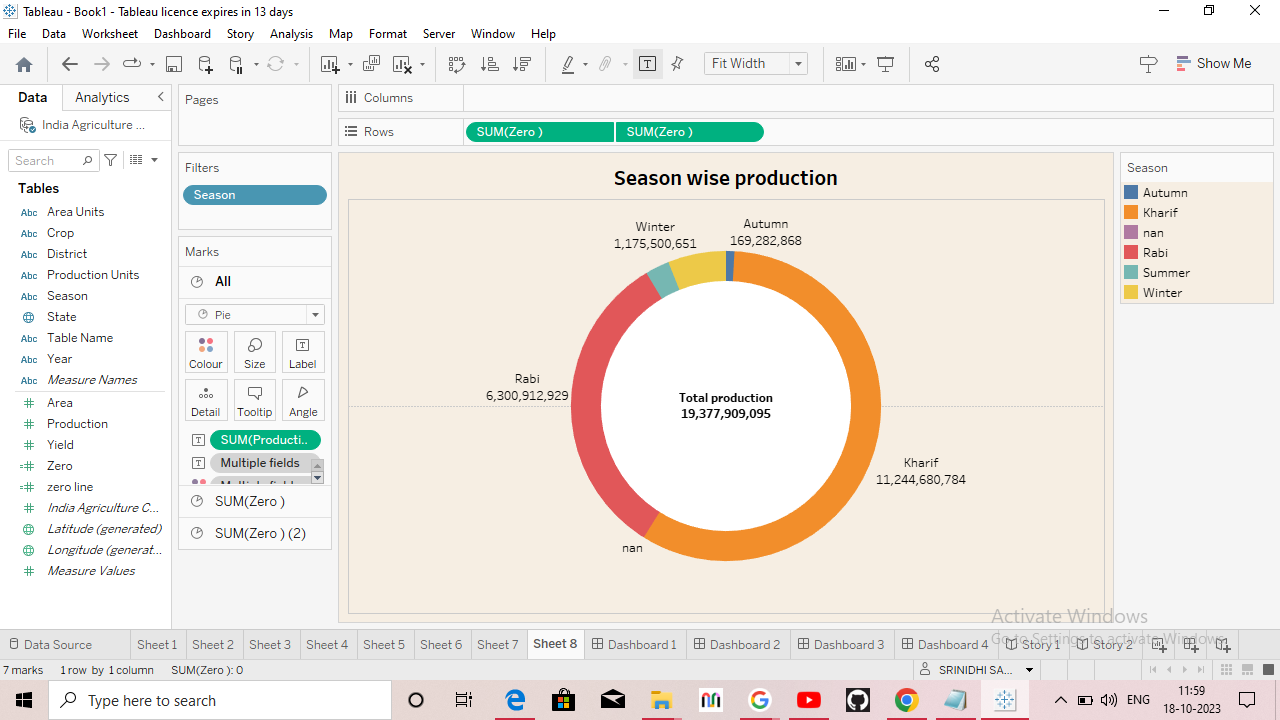 Tableau - Book1 - Tableau licence expires in 13 days
File Data Worksheet Dashboard Story Analysis Map Format Server Window Help
Fit Width
Show Me
Data Analytics
India Agriculture ...
Search
Tables
Abc Area Units
Abc Crop
Abc District
Abc Production Units
Abc Season
State
Abc Table Name
Abc Year
Abc Measure Names
Area
Production
Yield
Zero
zero line
India Agriculture C...
Latitude (generated)
Longitude (generat...
Measure Values
Pages
Filters
Season
Marks
All
Pie
Colour Size Label
Detail Tooltip Angle
SUM(Producti..
Multiple fields
SUM(Zero )
SUM(Zero ) (2)
Columns
Rows SUM(Zero ) SUM(Zero )
Season wise production
Winter
1,175,500,651
Autumn
169,282,868
Rabi
6,300,912,929
Total production
19,377,909,095
Kharif
11,244,680,784
nan
Season
Autumn
Kharif
nan
Rabi
Summer
Winter
Activate Windows
Go to Settings to activate Windows.
Data Source Sheet 1 Sheet 2 Sheet 3 Sheet 4 Sheet 5 Sheet 6 Sheet 7 Sheet 8 Dashboard 1 Dashboard 2 Dashboard 3 Dashboard 4 Story 1 Story 2
7 marks 1 row by 1 column SUM(Zero ): 0 SRINIDHI SA...
Type here to search
ENG
11:59
18-10-2023